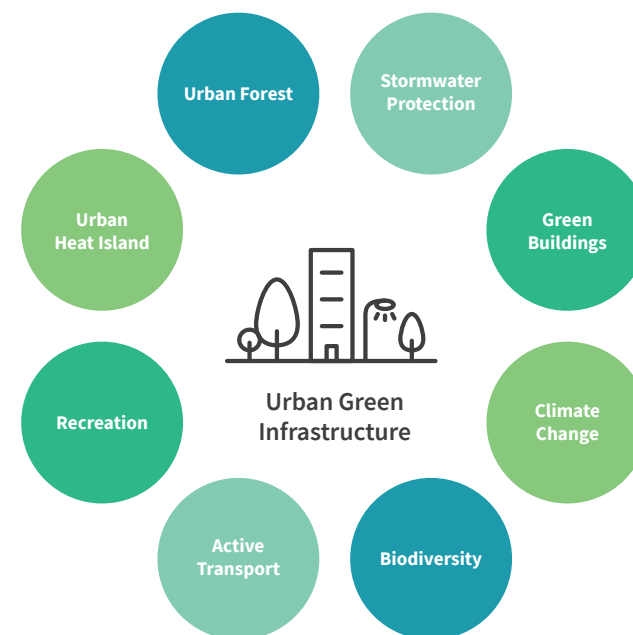 Urban Forest
Stormwater
Protection
Urban
Heat Island
Green
Buildings
Urban Green
Infrastructure
Recreation
Climate
Change
Active
Transport
Biodiversity